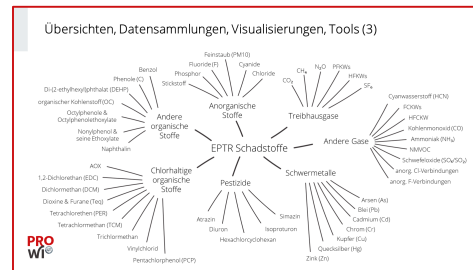 Übersichten, Datensammlungen, Visualisierungen, Tools (3)
Feinstaub (PM10)
Fluoride (F)
Phosphor
Stickstoff
Cyanide
Chloride
Anorganische
Stoffe
CO₂
CH₄
N₂O
PFKWs
HFKWs
SF₆
Treibhausgase
Benzol
Phenole (C)
Di-(2-ethylhexyl)phthalat (DEHP)
organischer Kohlenstoff (OC)
Octylphenole &
Octylphenolethoxylate
Nonylphenol &
seine Ethoxylate
Naphthalin
Andere
organische
Stoffe
Cyanwasserstoff (HCN)
FCKWs
HFCKW
Kohlenmonoxid (CO)
Ammoniak (NH₃)
NMVOC
Schwefeloxide (SOₓ/SO₂)
anorg. Cl-Verbindungen
anorg. F-Verbindungen
Andere Gase
EPTR Schadstoffe
AOX
1,2-Dichlorethan (EDC)
Dichlormethan (DCM)
Dioxine & Furane (Teq)
Tetrachlorethen (PER)
Tetrachlormethan (TCM)
Trichlormethan
Vinylchlorid
Pentachlorphenol (PCP)
Chlorhaltige
organische
Stoffe
Pestizide
Atrazin
Diuron
Hexachlorcyclohexan
Isoproturon
Simazin
Schwermetalle
Arsen (As)
Blei (Pb)
Cadmium (Cd)
Chrom (Cr)
Kupfer (Cu)
Quecksilber (Hg)
Zink (Zn)
PRO
Wi